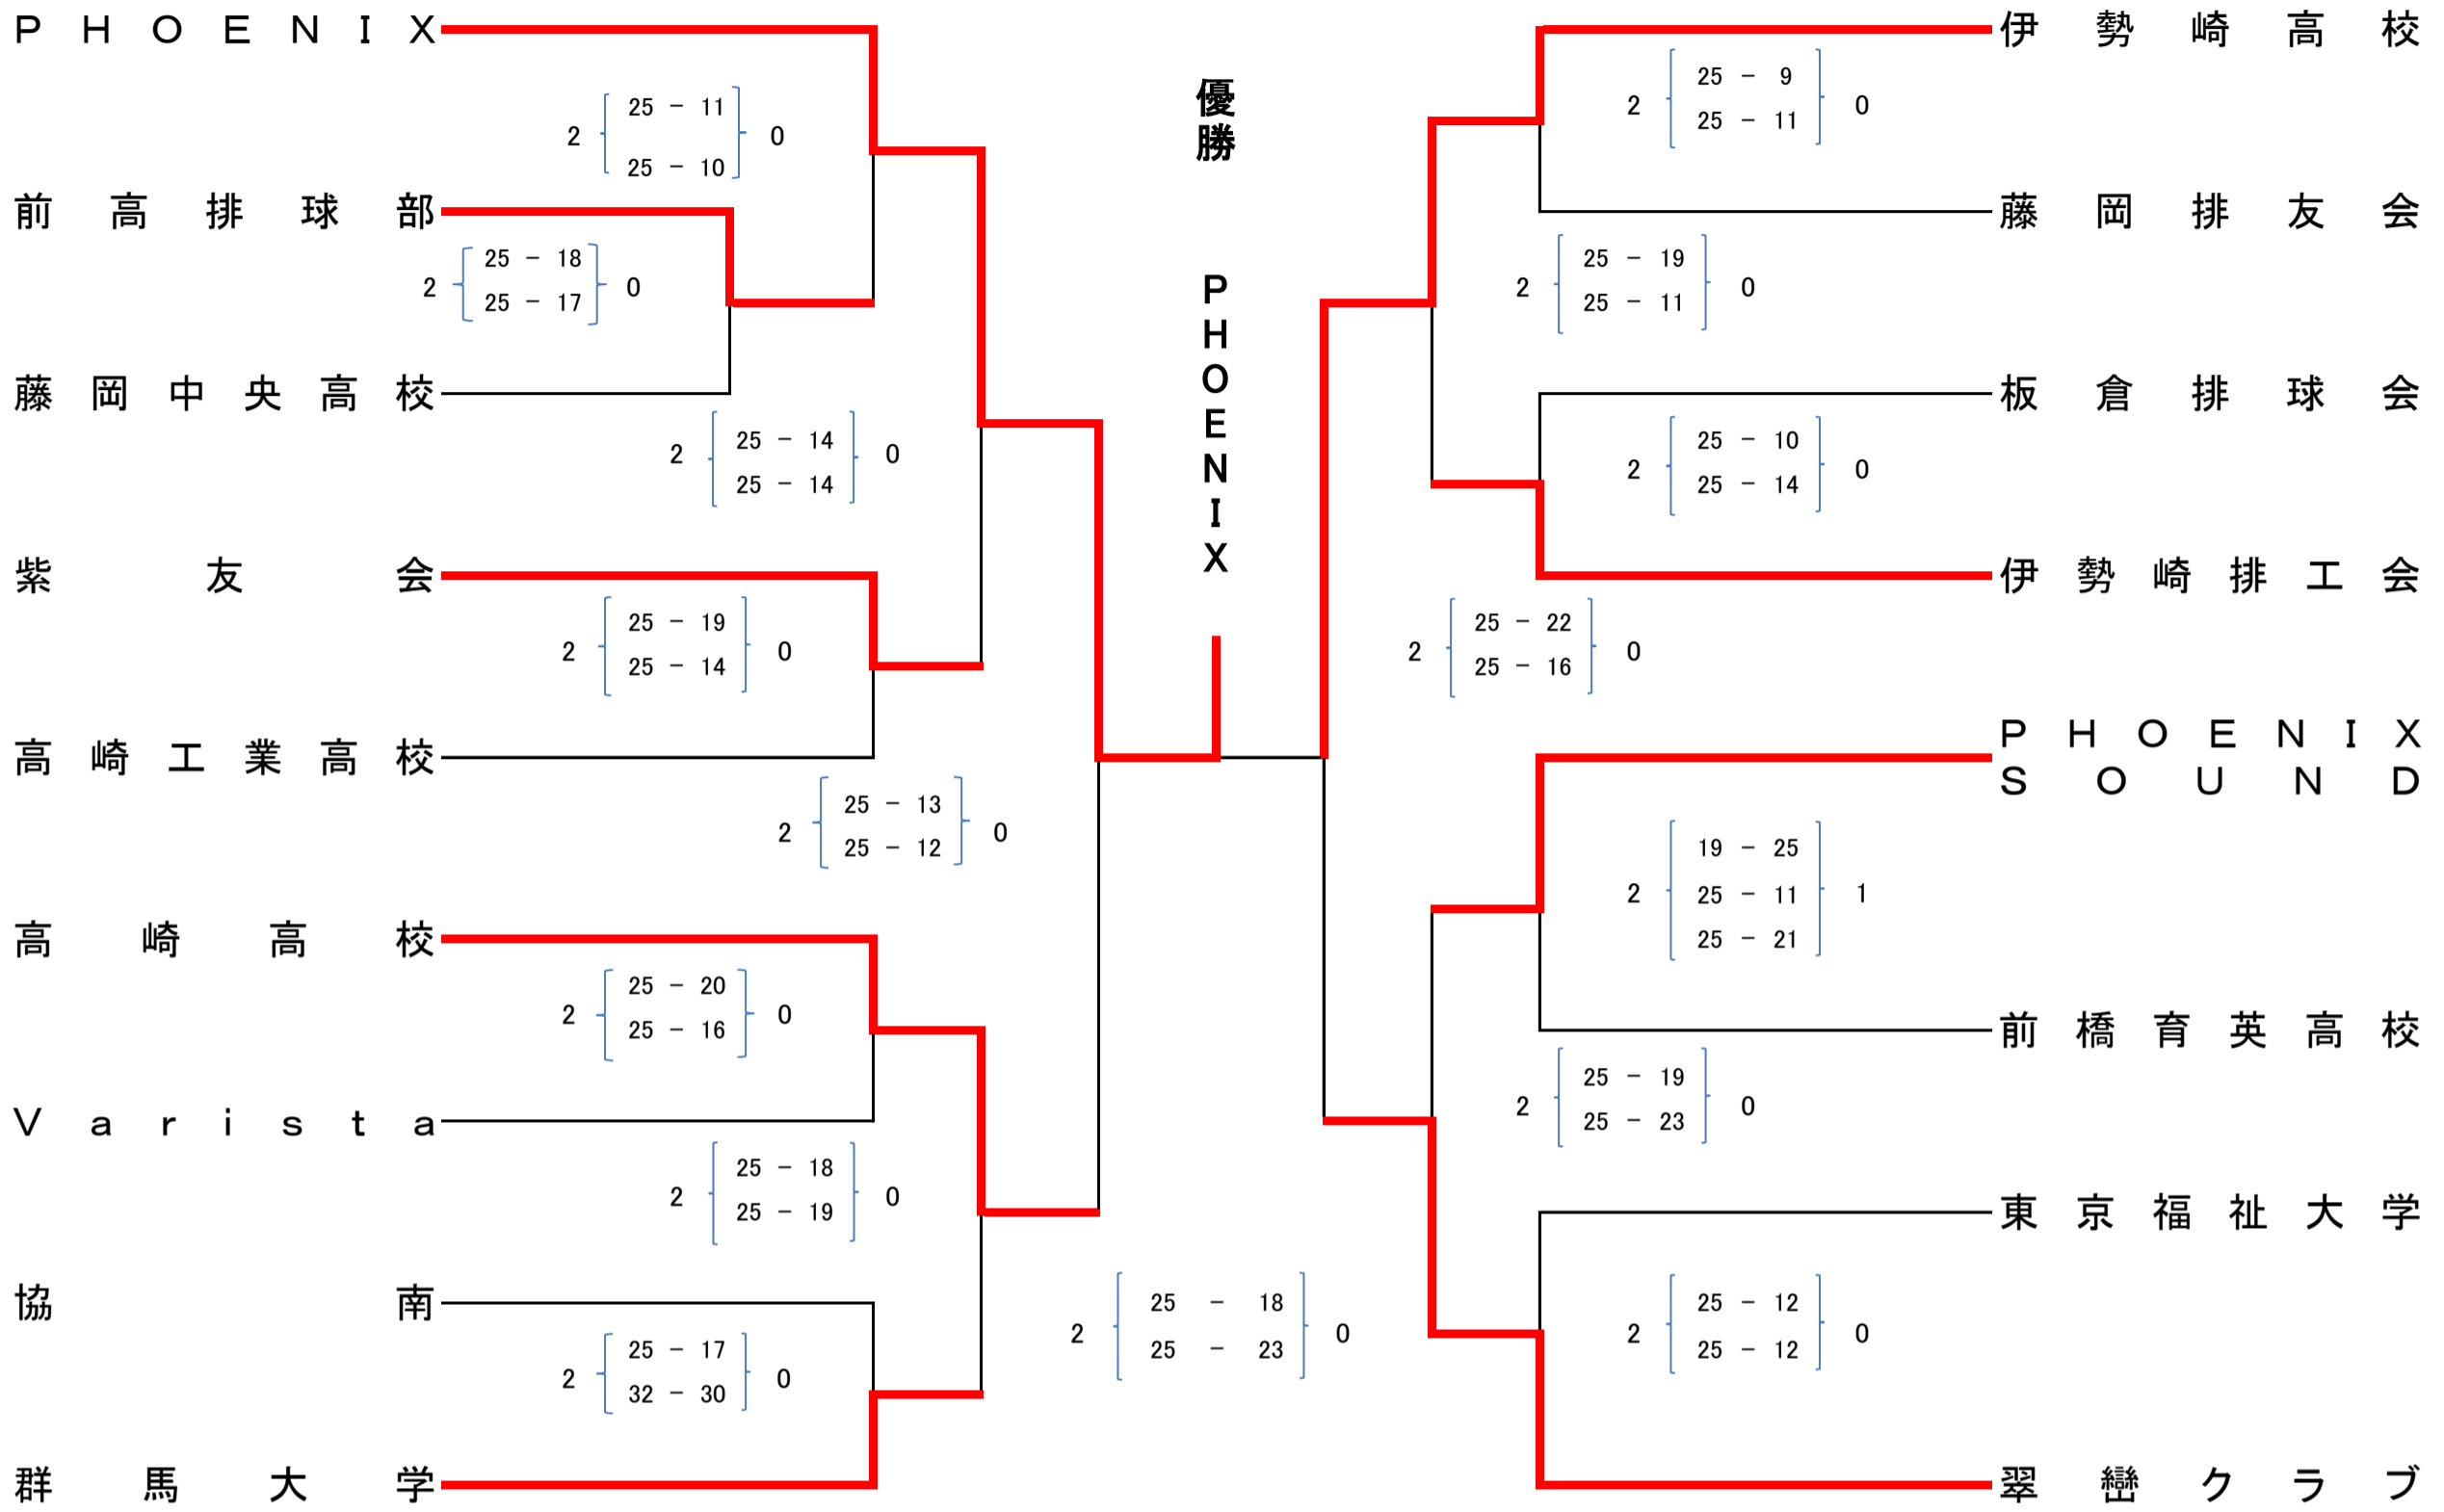 PHOENIX
2 25 － 11 0
25 － 10
前高排球部
2 25 － 18 0
25 － 17
藤岡中央高校
2 25 － 14 0
25 － 14
紫友会
2 25 － 19 0
25 － 14
高崎工業高校
2 25 － 13 0
25 － 12
高崎高校
2 25 － 20 0
25 － 16
Varista
2 25 － 18 0
25 － 19
協南
2 25 － 17 0
32 － 30
群馬大学
優勝 PHOENIX
2 25 － 18 0
25 － 23
伊勢崎高校
2 25 － 9 0
25 － 11
藤岡排友会
2 25 － 19 0
25 － 11
板倉排球会
2 25 － 10 0
25 － 14
伊勢崎排工会
2 25 － 22 0
25 － 16
PHOENIX
SOUND
19 － 25
2 25 － 11 1
25 － 21
前橋育英高校
2 25 － 19 0
25 － 23
東京福祉大学
2 25 － 12 0
25 － 12
翠巒クラブ